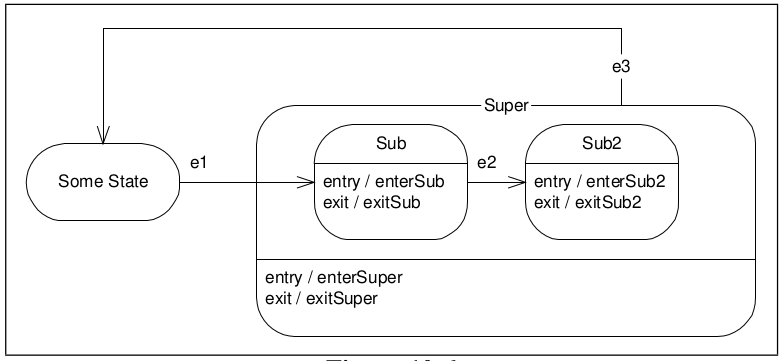 e3
Super
Some State
e1
Sub
entry / enterSub
exit / exitSub
e2
Sub2
entry / enterSub2
exit / exitSub2
entry / enterSuper
exit / exitSuper